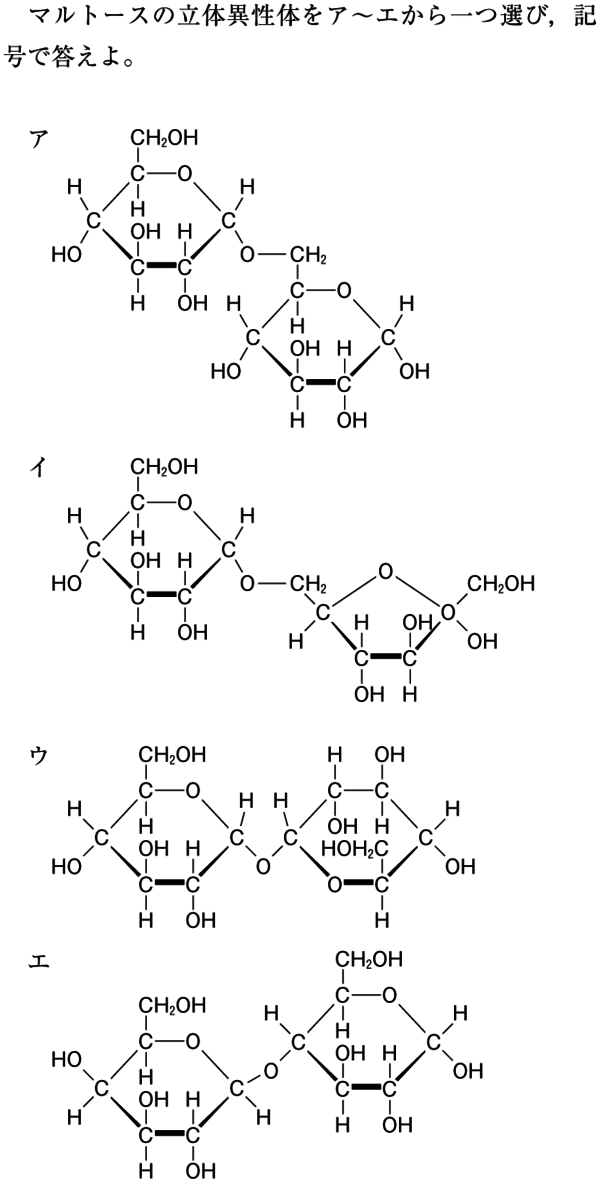 マルトースの立体異性体をア〜エから一つ選び，記
号で答えよ。
ア
CH₂OH
C O
H H
C H C
OH H
HO O CH₂
C C
H OH C O
H H H
C C
OH H
HO OH
C C
H OH
イ
CH₂OH
C O
H H
C H C O
OH H
HO O CH₂ CH₂OH
C C C O
H OH
H OH
H OH
C C
OH H
ウ
CH₂OH H OH
C O C C
H H H H
C H C OH H C
OH H C HOH₂C
HO O OH
C C O C
H OH H
エ
CH₂OH
C O
CH₂OH
H H
C O C H C
HO OH H
H O OH
C C C C
OH H
H H H OH
C C
H OH